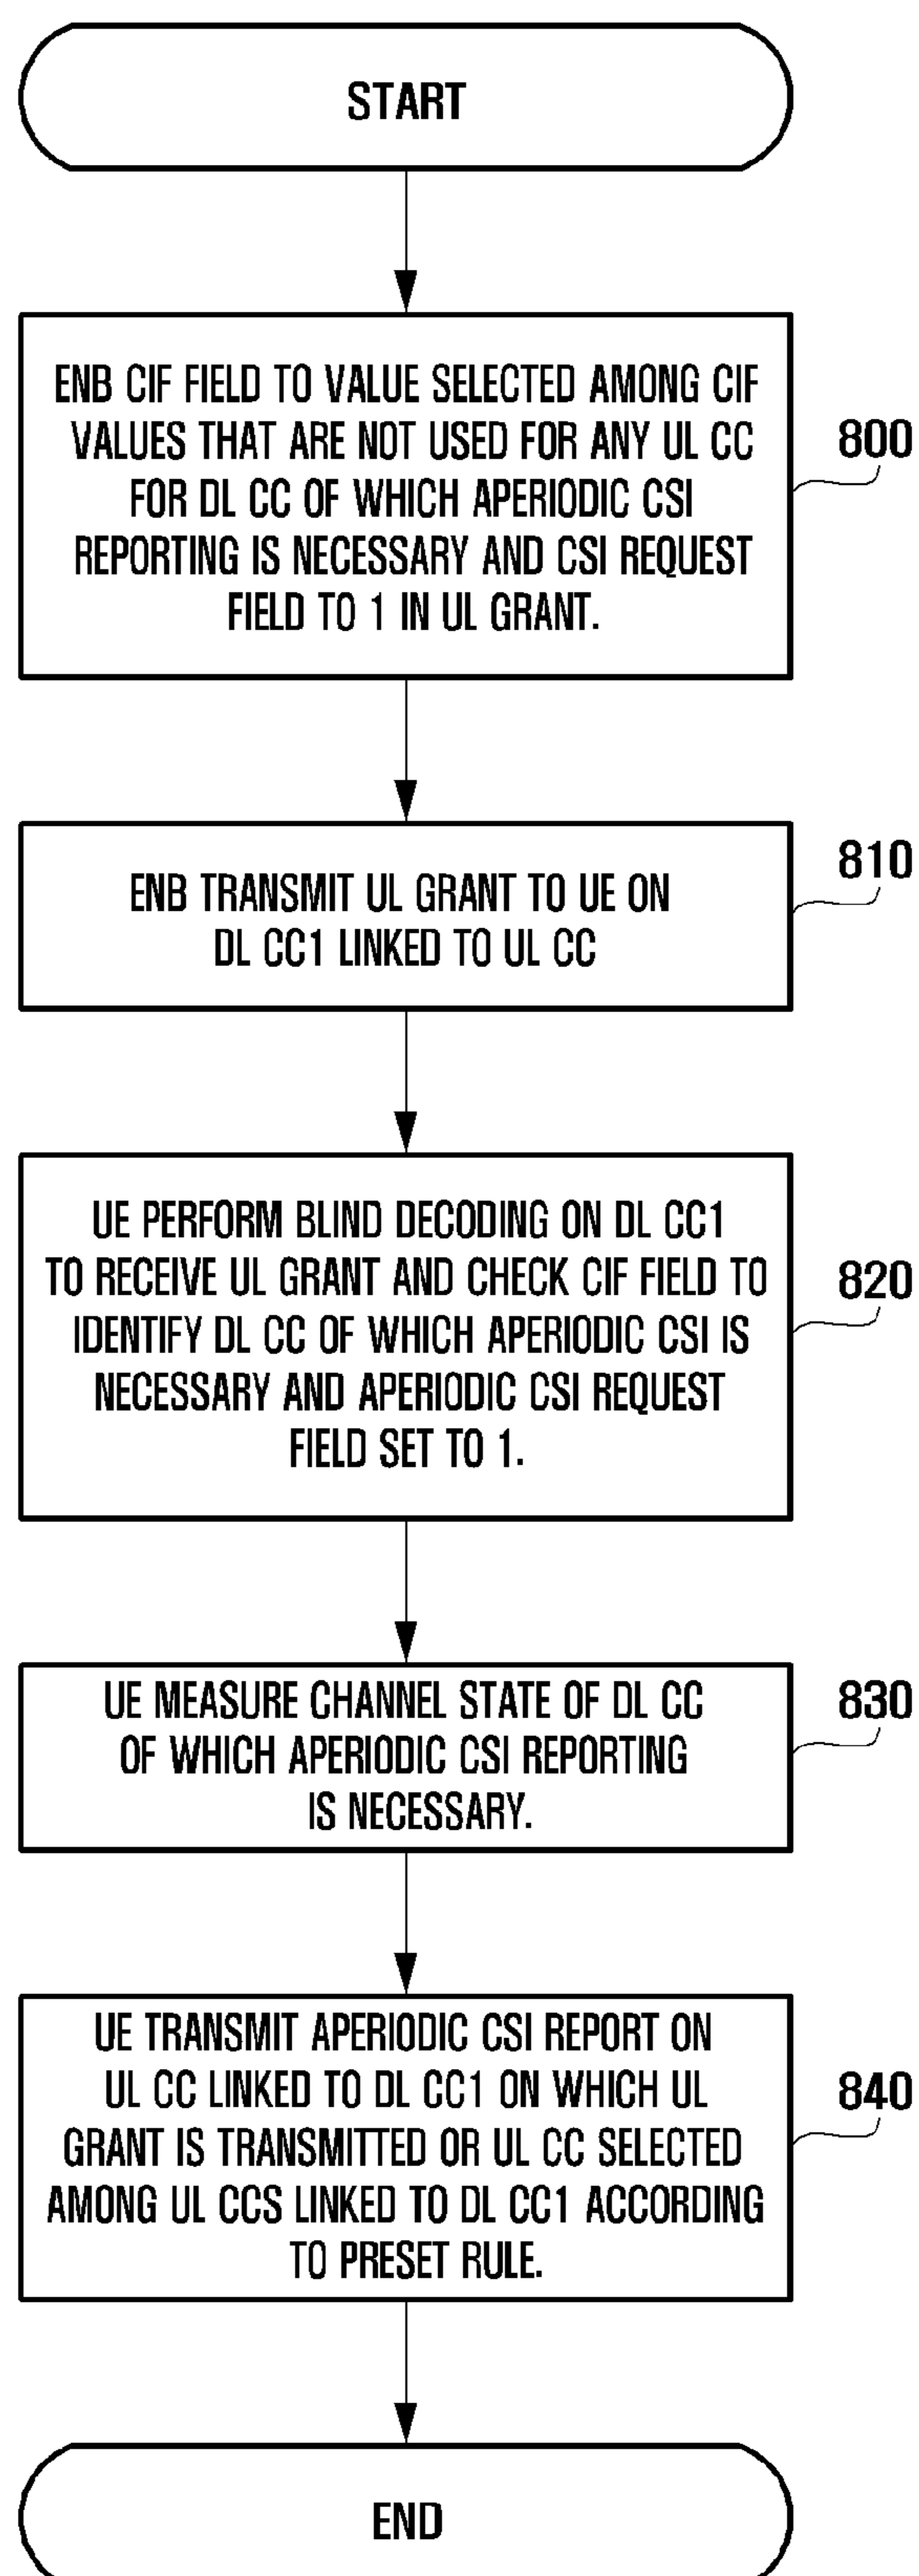 START
ENB CIF FIELD TO VALUE SELECTED AMONG CIF
VALUES THAT ARE NOT USED FOR ANY UL CC
FOR DL CC OF WHICH APERIODIC CSI
REPORTING IS NECESSARY AND CSI REQUEST
FIELD TO 1 IN UL GRANT.
800
ENB TRANSMIT UL GRANT TO UE ON
DL CC1 LINKED TO UL CC
810
UE PERFORM BLIND DECODING ON DL CC1
TO RECEIVE UL GRANT AND CHECK CIF FIELD TO
IDENTIFY DL CC OF WHICH APERIODIC CSI IS
NECESSARY AND APERIODIC CSI REQUEST
FIELD SET TO 1.
820
UE MEASURE CHANNEL STATE OF DL CC
OF WHICH APERIODIC CSI REPORTING
IS NECESSARY.
830
UE TRANSMIT APERIODIC CSI REPORT ON
UL CC LINKED TO DL CC1 ON WHICH UL
GRANT IS TRANSMITTED OR UL CC SELECTED
AMONG UL CCS LINKED TO DL CC1 ACCORDING
TO PRESET RULE.
840
END